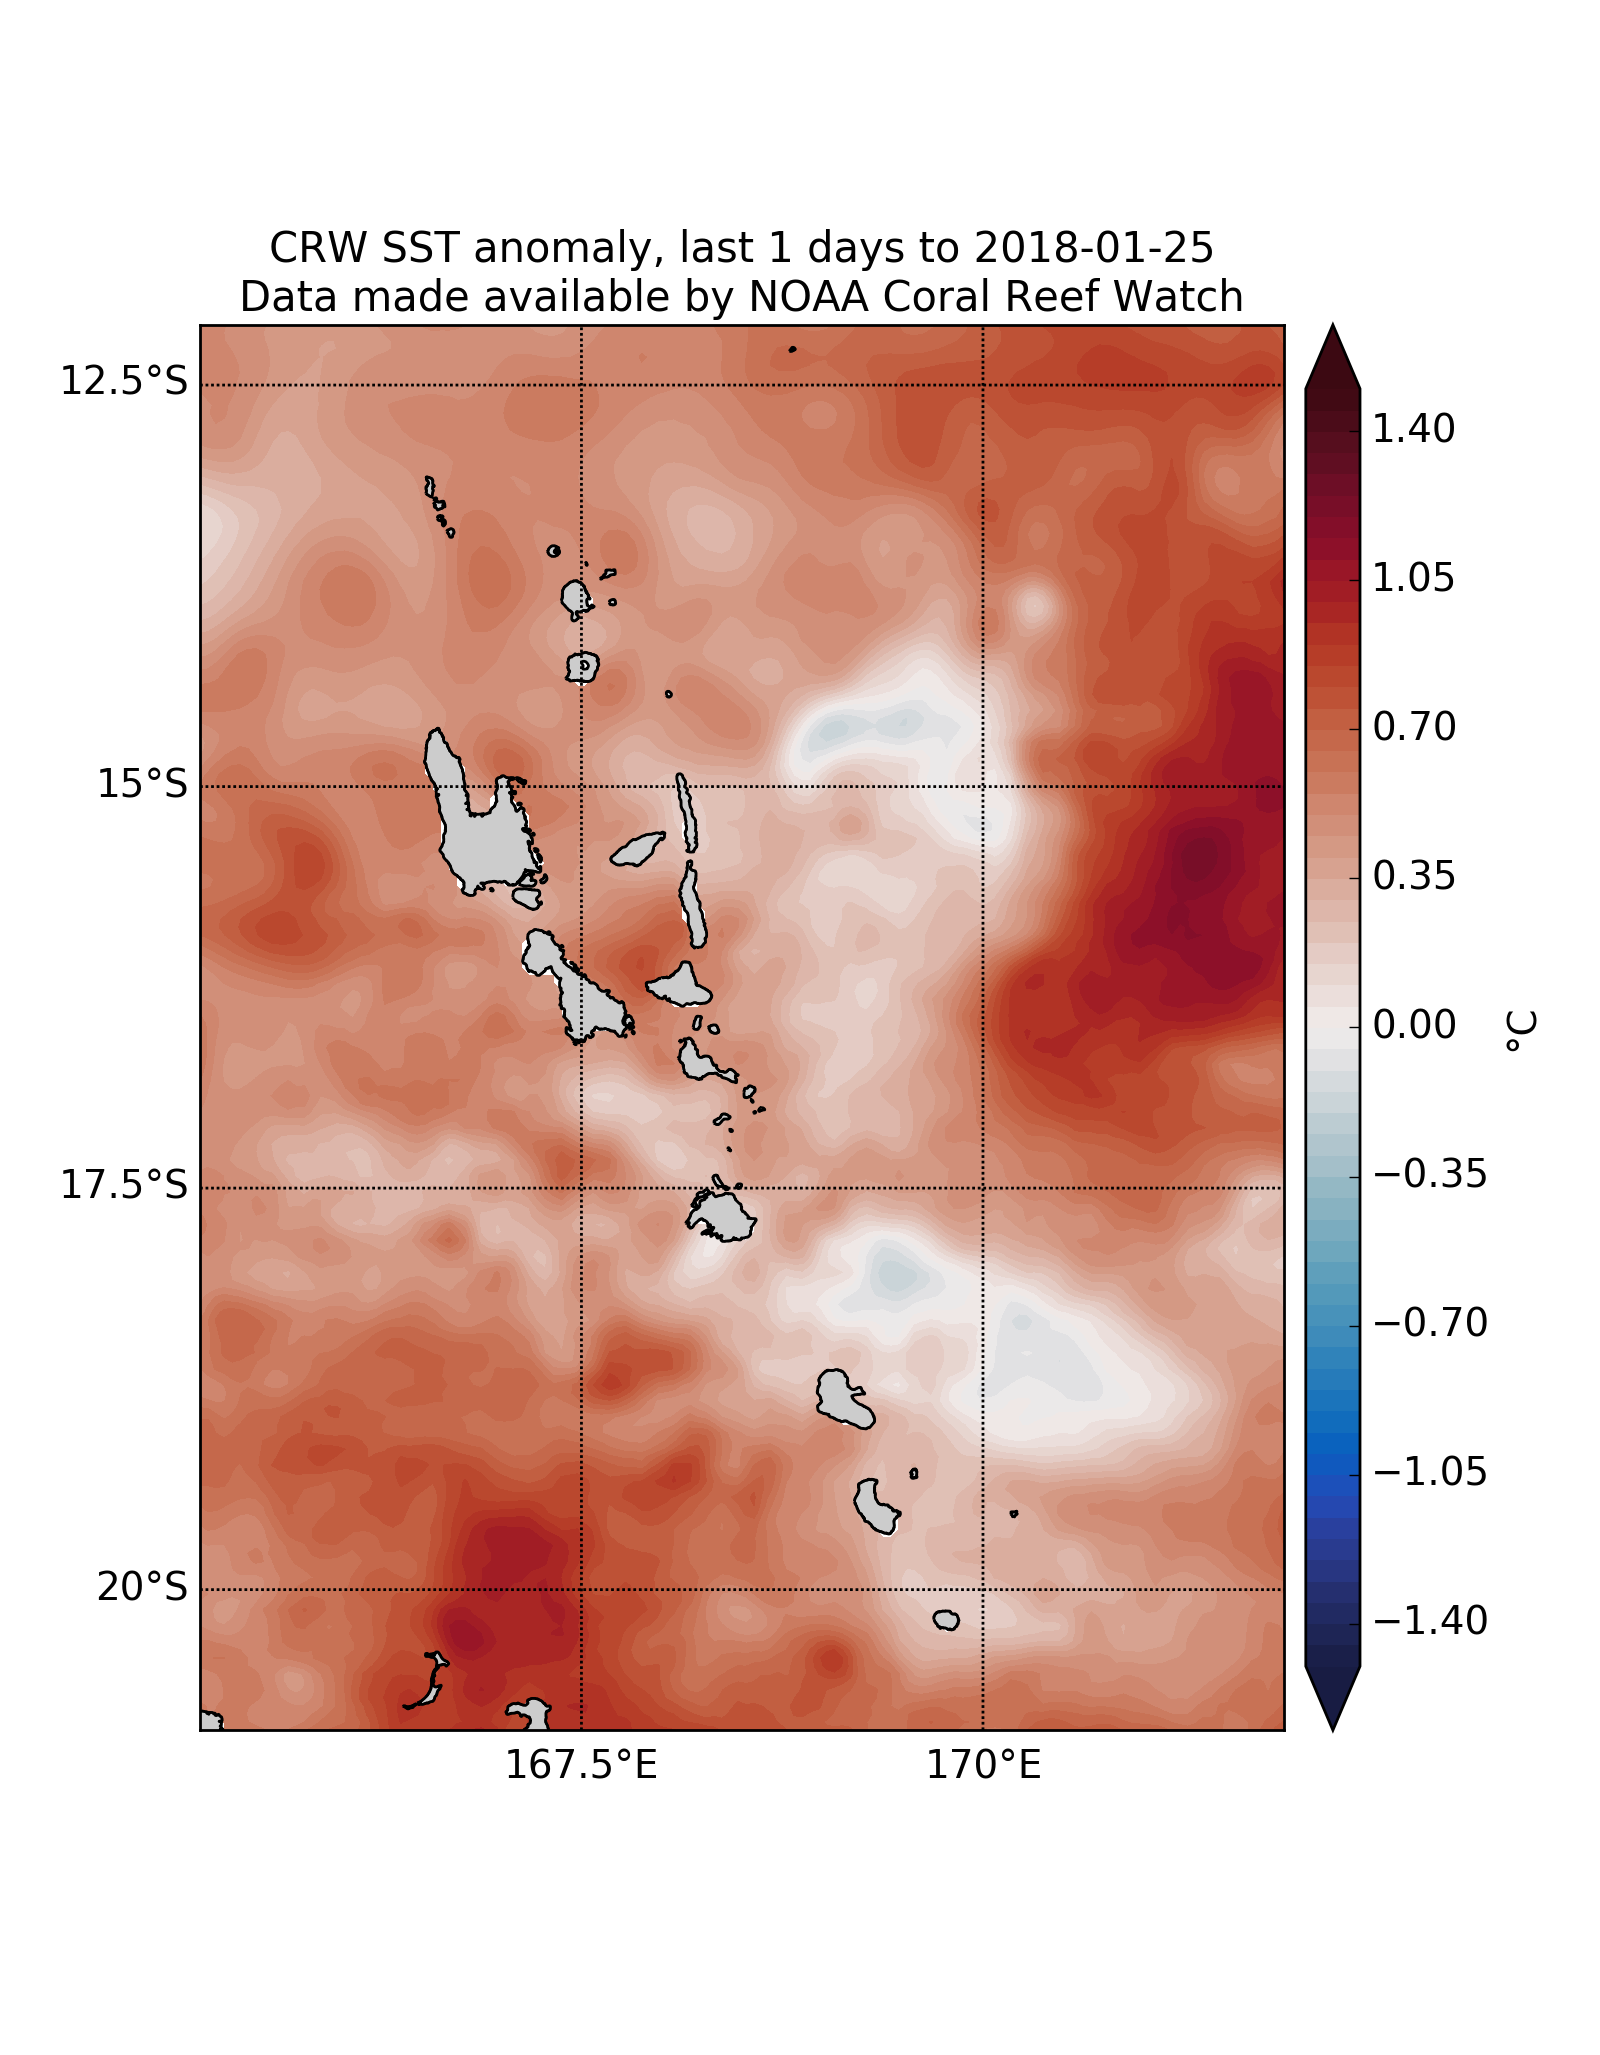 CRW SST anomaly, last 1 days to 2018-01-25
Data made available by NOAA Coral Reef Watch
12.5°S
15°S
17.5°S
20°S
167.5°E
170°E
1.40
1.05
0.70
0.35
0.00
−0.35
−0.70
−1.05
−1.40
°C